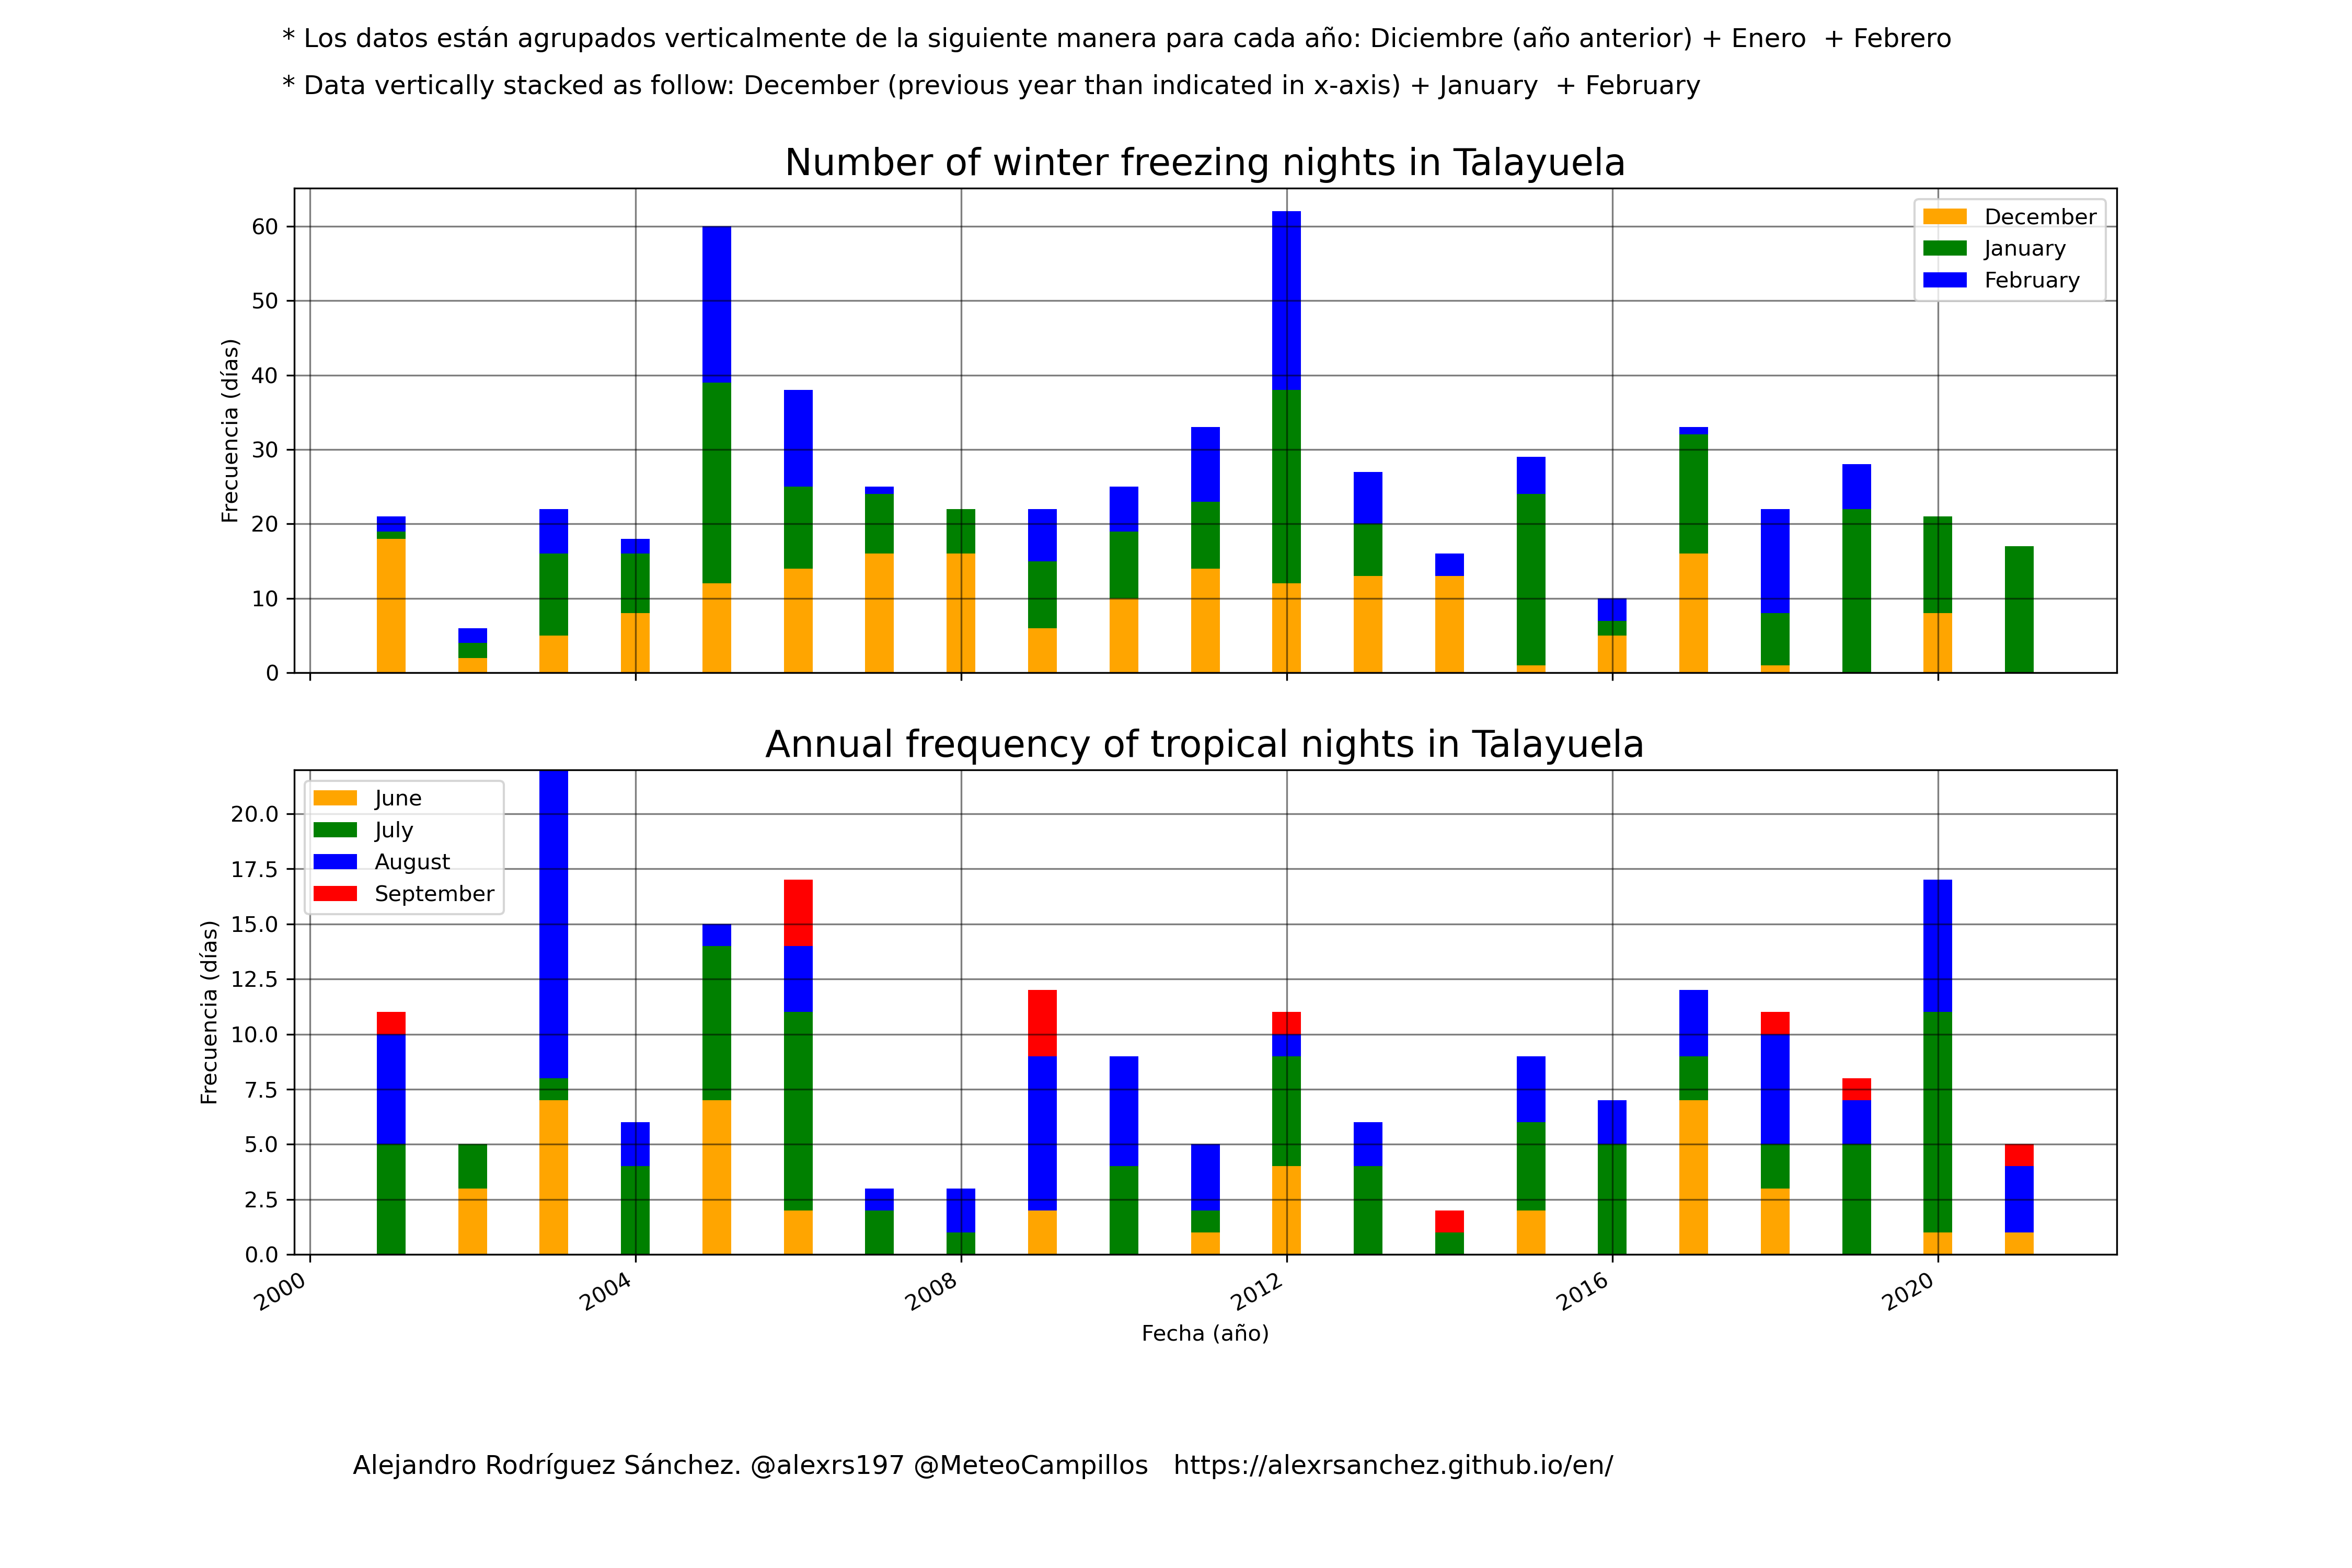 * Los datos están agrupados verticalmente de la siguiente manera para cada año: Diciembre (año anterior) + Enero  + Febrero
* Data vertically stacked as follow: December (previous year than indicated in x-axis) + January  + February
Number of winter freezing nights in Talayuela
Frecuencia (días)
60
50
40
30
20
10
0
December
January
February
Annual frequency of tropical nights in Talayuela
Frecuencia (días)
20.0
17.5
15.0
12.5
10.0
7.5
5.0
2.5
0.0
June
July
August
September
2000
2004
2008
2012
2016
2020
Fecha (año)
Alejandro Rodríguez Sánchez. @alexrs197 @MeteoCampillos   https://alexrsanchez.github.io/en/